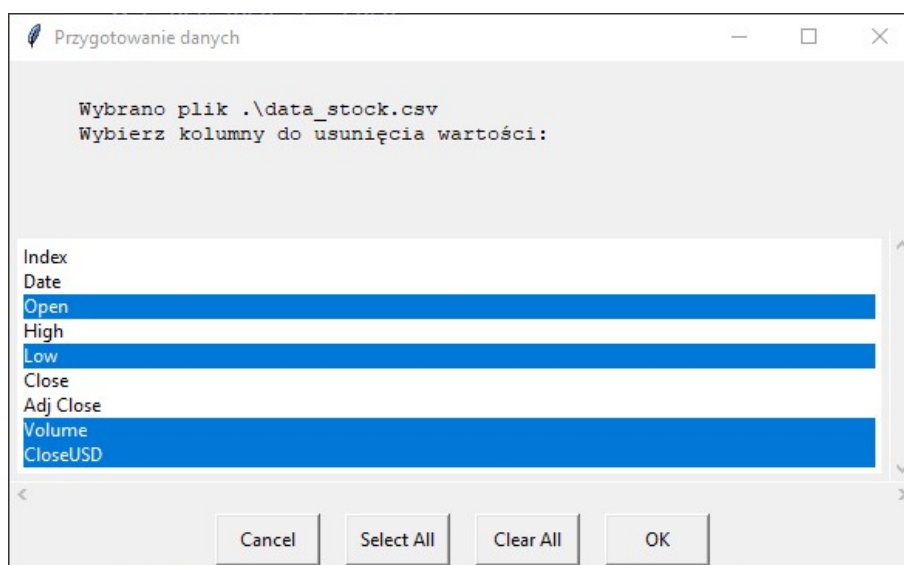 Przygotowanie danych
Wybrano plik .\data_stock.csv
Wybierz kolumny do usunięcia wartości:
Index
Date
Open
High
Low
Close
Adj Close
Volume
CloseUSD
Cancel Select All Clear All OK